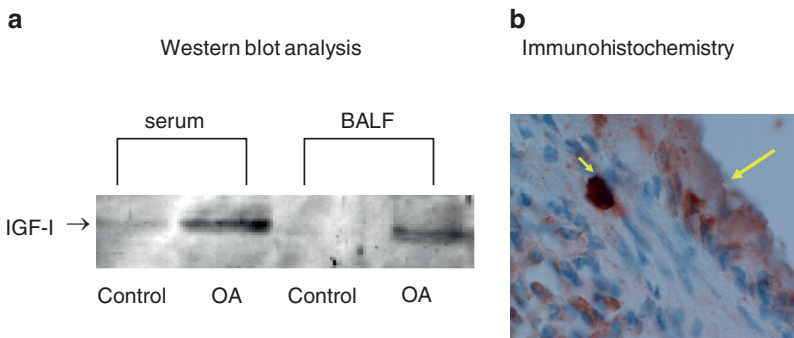 a
Western blot analysis
serum BALF
IGF-I →
Control OA Control OA
b
Immunohistochemistry